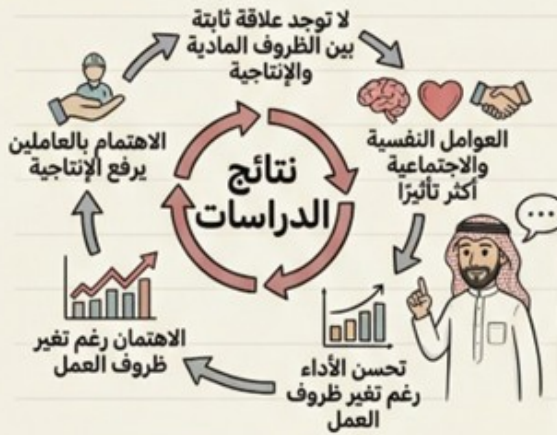 لا توجد علاقة ثابتة
بين الظروف المادية
والإنتاجية
العوامل النفسية
والاجتماعية
أكثر تأثيرًا
تحسن الأداء
رغم تغير ظروف
العمل
الاهتمان رغم تغير
ظروف العمل
الاهتمام بالعاملين
يرفع الإنتاجية
نتائج
الدراسات